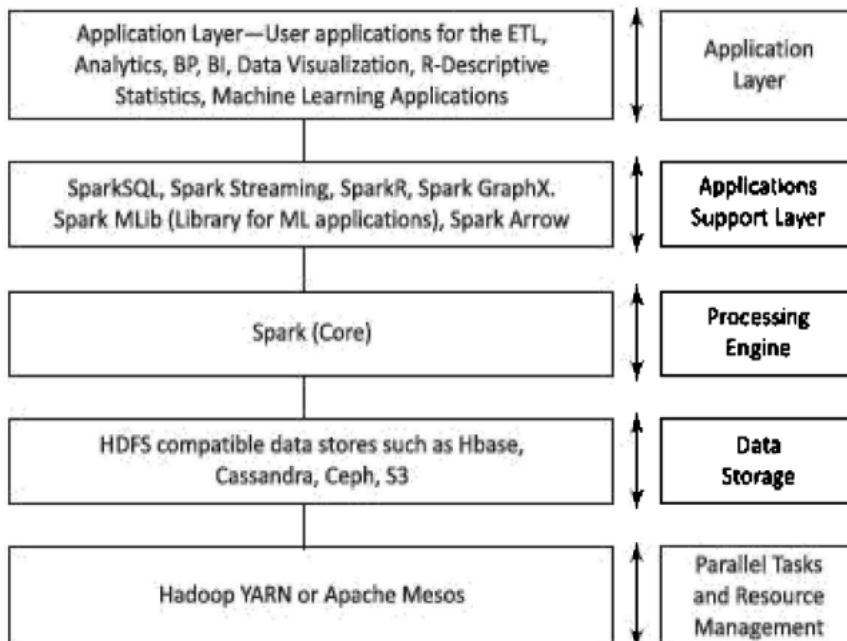 Application Layer—User applications for the ETL,
Analytics, BP, BI, Data Visualization, R-Descriptive
Statistics, Machine Learning Applications
Application
Layer
SparkSQL, Spark Streaming, SparkR, Spark GraphX.
Spark MLib (Library for ML applications), Spark Arrow
Applications
Support Layer
Spark (Core)
Processing
Engine
HDFS compatible data stores such as Hbase,
Cassandra, Ceph, S3
Data
Storage
Hadoop YARN or Apache Mesos
Parallel Tasks
and Resource
Management